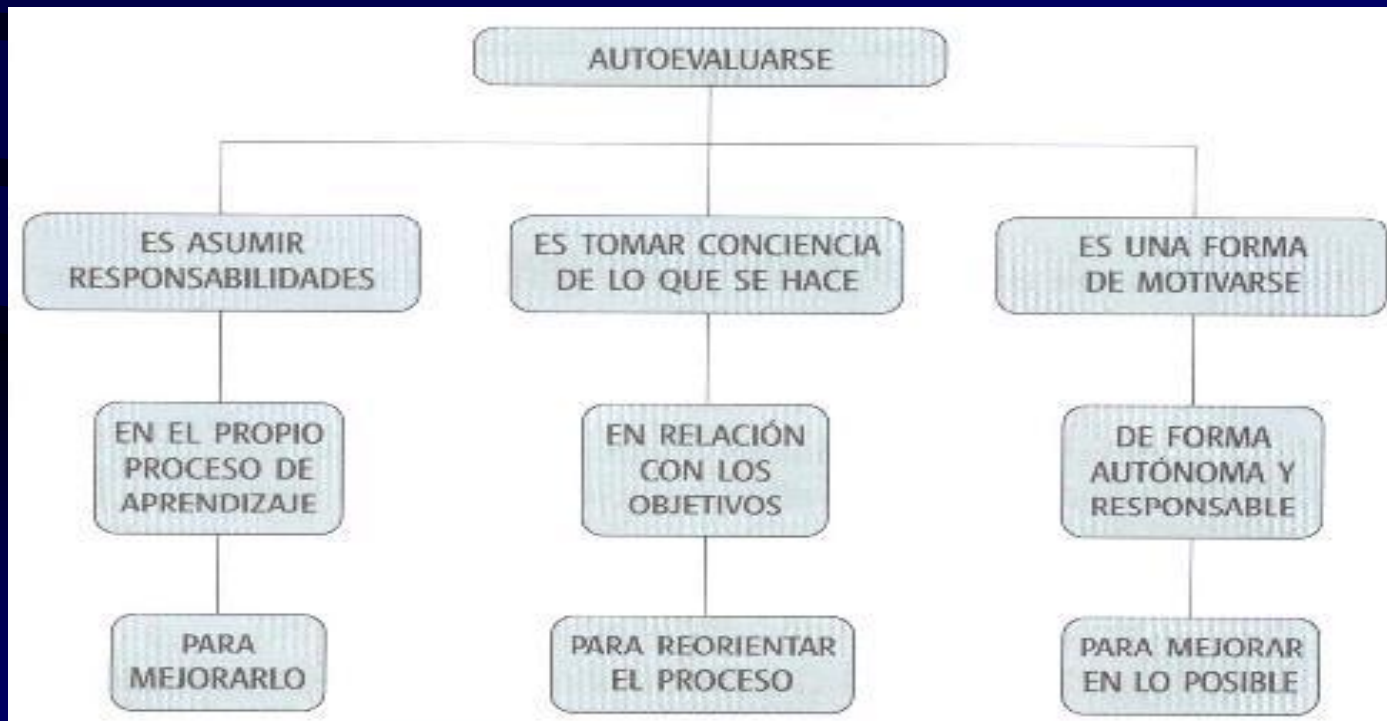 AUTOEVALUARSE
ES ASUMIR
RESPONSABILIDADES
ES TOMAR CONCIENCIA
DE LO QUE SE HACE
ES UNA FORMA
DE MOTIVARSE
EN EL PROPIO
PROCESO DE
APRENDIZAJE
EN RELACIÓN
CON LOS
OBJETIVOS
DE FORMA
AUTÓNOMA Y
RESPONSABLE
PARA
MEJORARLO
PARA REORIENTAR
EL PROCESO
PARA MEJORAR
EN LO POSIBLE